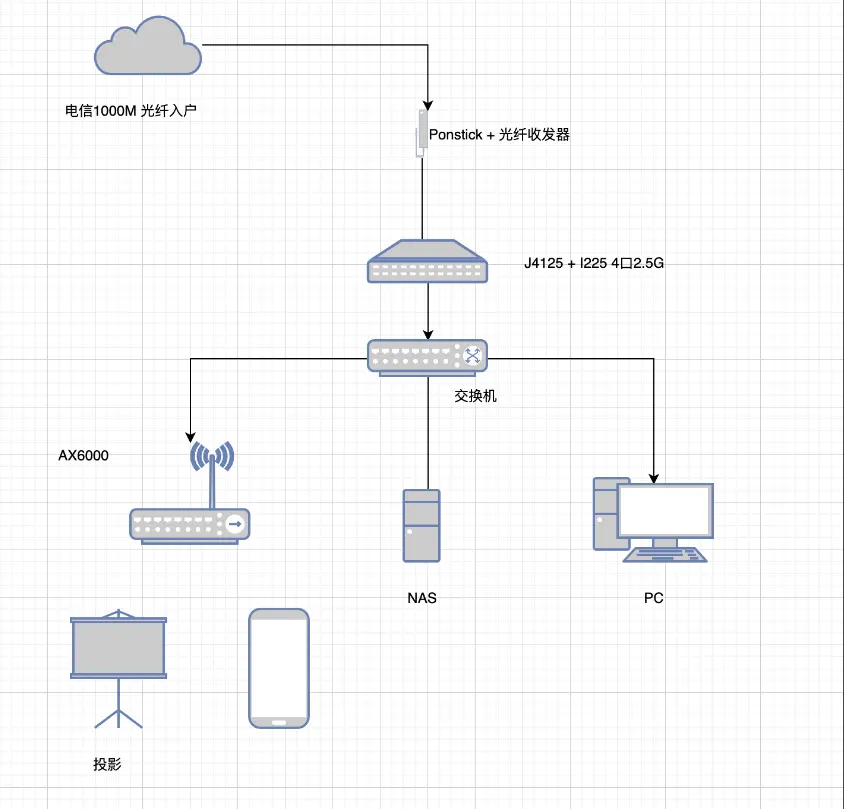 电信1000M 光纤入户
Ponstick + 光纤收发器
J4125 + I225 4口2.5G
交换机
AX6000
NAS
PC
投影